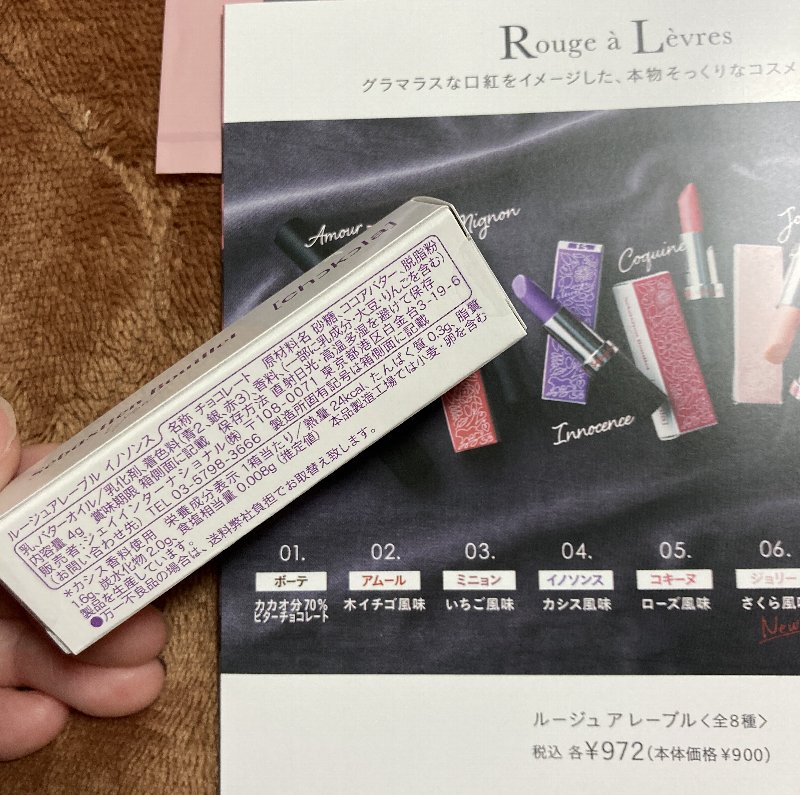 Rouge à Lèvres
グラマラスな口紅をイメージした、本物そっくりなコスメ
Amour
Mignon
Coquine
Innocence
[chəkəla]
Sébastien Bouillet
ルージュアレーブル イノソンス
名称 チョコレート 原材料名 砂糖、ココアバター、脱脂粉
乳、バターオイル/乳化剤、着色料(青2、銀、赤3)香料、(一部に乳成分・大豆・りんごを含む)
内容量 4g 賞味期限 箱側面に記載 保存方法 直射日光・高温多湿を避けて保存
販売者 ジェイインターナショナル㈱ 〒108-0071 東京都港区白金台3-19-6
(お問い合わせ先) TEL 03-5798-3666 製造所固有記号は箱側面に記載
*カシス香料使用 栄養成分表示 1箱当たり/熱量 24kcal、たんぱく質 0.3g、脂質
1.6g、炭水化物 2.0g、食塩相当量 0.008g(推定値) 本品製造工場では小麦・卵を含む
製品を生産しています。
●万一不良品の場合は、送料弊社負担でお取替え致します。
01.
ボーテ
カカオ分70%
ビターチョコレート
02.
アムール
木イチゴ風味
03.
ミニョン
いちご風味
04.
イノソンス
カシス風味
05.
コキーヌ
ローズ風味
06.
ジョリー
さくら風味
New
ルージュ ア レーブル〈全8種〉
税込 各¥972(本体価格 ¥900)